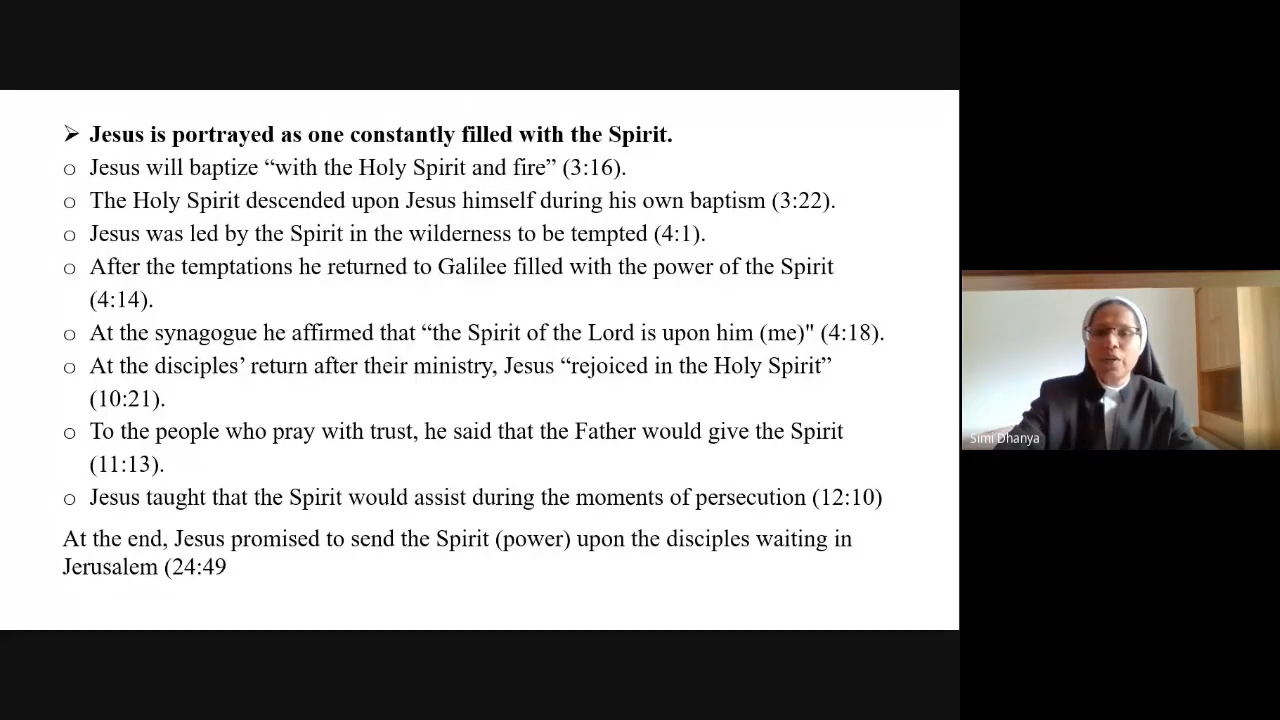 ➢ Jesus is portrayed as one constantly filled with the Spirit.
o Jesus will baptize “with the Holy Spirit and fire” (3:16).
o The Holy Spirit descended upon Jesus himself during his own baptism (3:22).
o Jesus was led by the Spirit in the wilderness to be tempted (4:1).
o After the temptations he returned to Galilee filled with the power of the Spirit
(4:14).
o At the synagogue he affirmed that “the Spirit of the Lord is upon him (me)" (4:18).
o At the disciples’ return after their ministry, Jesus “rejoiced in the Holy Spirit”
(10:21).
o To the people who pray with trust, he said that the Father would give the Spirit
(11:13).
o Jesus taught that the Spirit would assist during the moments of persecution (12:10)
At the end, Jesus promised to send the Spirit (power) upon the disciples waiting in
Jerusalem (24:49
Simi Dhanya